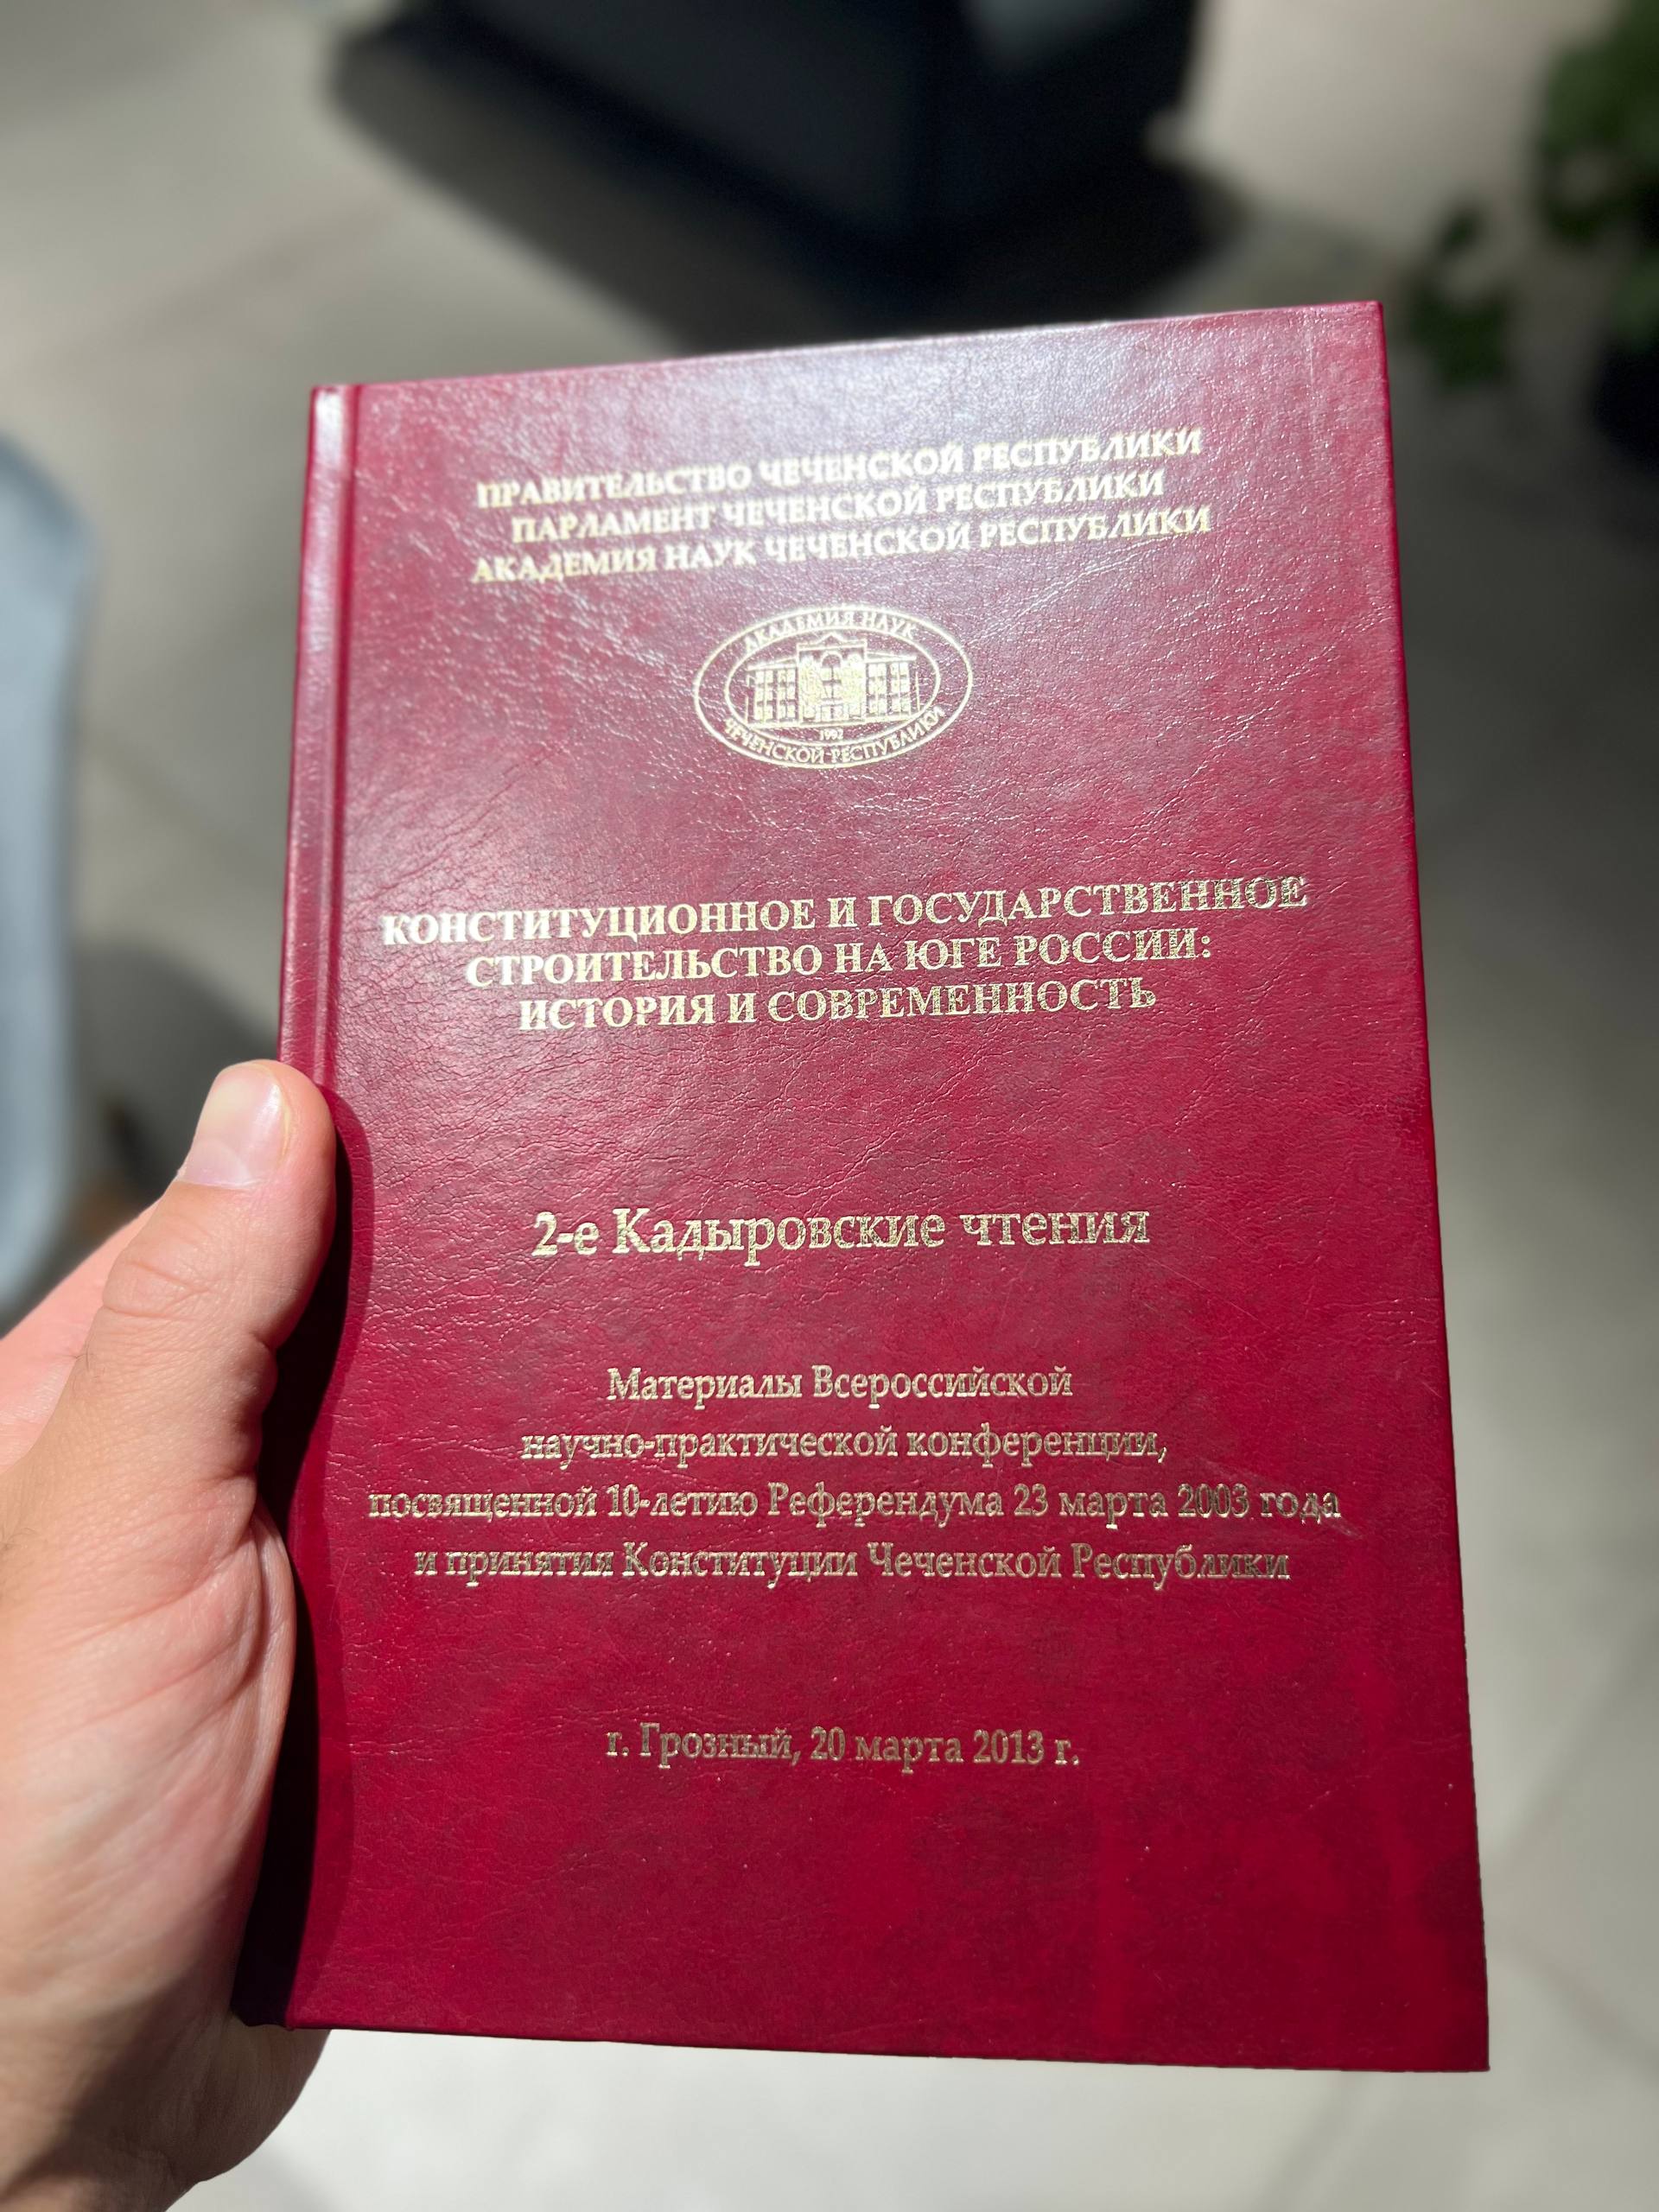 ПРАВИТЕЛЬСТВО ЧЕЧЕНСКОЙ РЕСПУБЛИКИ
ПАРЛАМЕНТ ЧЕЧЕНСКОЙ РЕСПУБЛИКИ
АКАДЕМИЯ НАУК ЧЕЧЕНСКОЙ РЕСПУБЛИКИ
АКАДЕМИЯ НАУК
1992
ЧЕЧЕНСКОЙ РЕСПУБЛИКИ
КОНСТИТУЦИОННОЕ И ГОСУДАРСТВЕННОЕ
СТРОИТЕЛЬСТВО НА ЮГЕ РОССИИ:
ИСТОРИЯ И СОВРЕМЕННОСТЬ
2-е Кадыровские чтения
Материалы Всероссийской
научно-практической конференции,
посвященной 10-летию Референдума 23 марта 2003 года
и принятия Конституции Чеченской Республики
г. Грозный, 20 марта 2013 г.